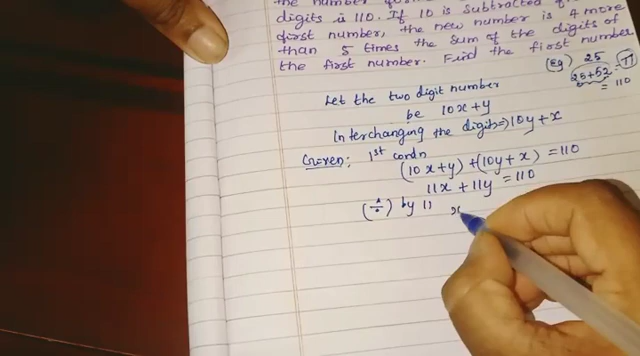 the number
digits is 110. If 10 is subtracted
first number, the new number is 4 more
than 5 times the sum of the digits of
the first number. Find the first number
(Eg) 25
25+52 = 77
= 110
Let the two digit number
be 10x+y
Interchanging the digits => 10y+x
Given: 1st condn
(10x+y)+(10y+x) = 110
11x + 11y = 110
(÷) by 11
x